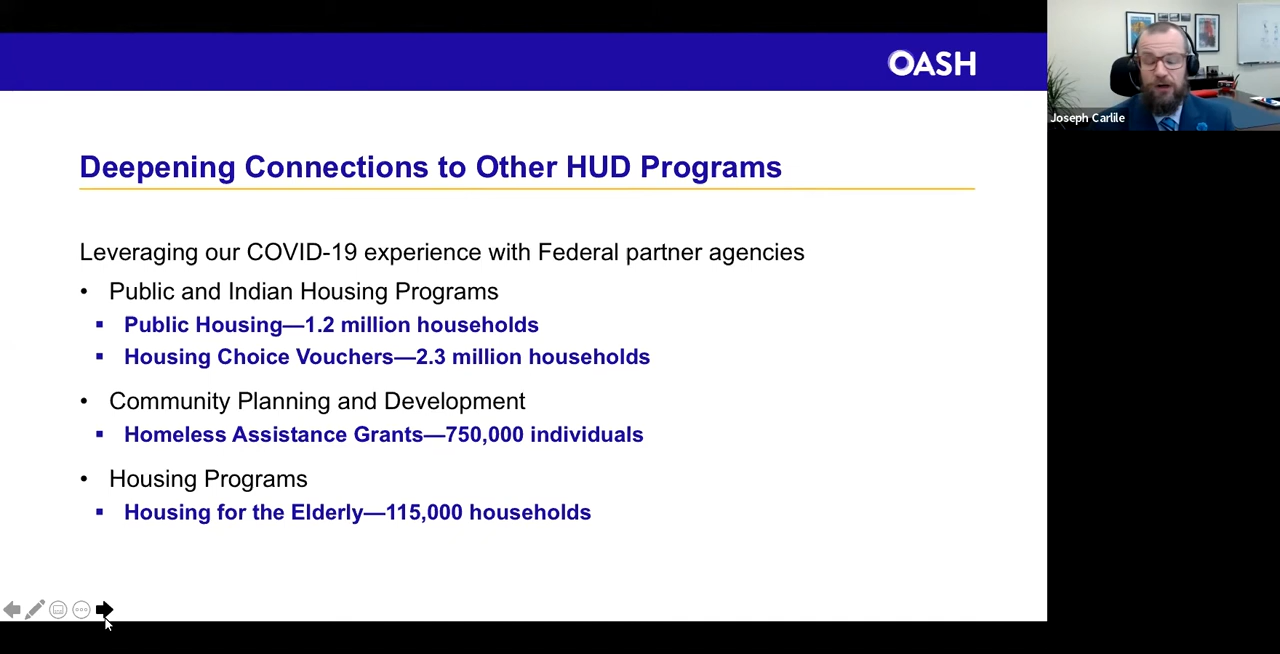 OASH
Joseph Carlile
Deepening Connections to Other HUD Programs
Leveraging our COVID-19 experience with Federal partner agencies
• Public and Indian Housing Programs
▪ Public Housing—1.2 million households
▪ Housing Choice Vouchers—2.3 million households
• Community Planning and Development
▪ Homeless Assistance Grants—750,000 individuals
• Housing Programs
▪ Housing for the Elderly—115,000 households